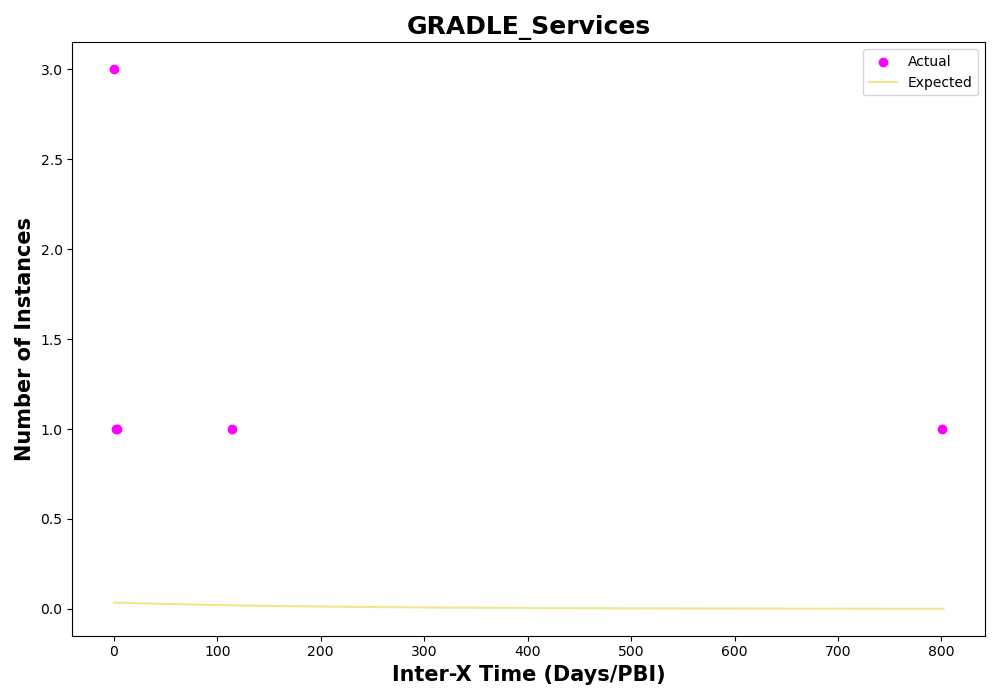 GRADLE_Services
Actual
Expected
Number of Instances
3.0
2.5
2.0
1.5
1.0
0.5
0.0
0 100 200 300 400 500 600 700 800
Inter-X Time (Days/PBI)